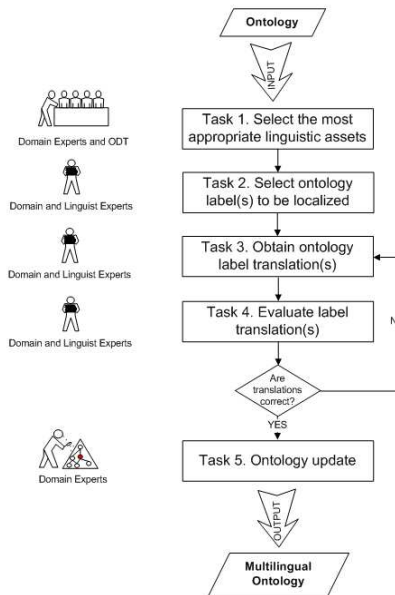 Ontology
INPUT
Task 1. Select the most
appropriate linguistic assets
Domain Experts and ODT
Task 2. Select ontology
label(s) to be localized
Domain and Linguist Experts
Task 3. Obtain ontology
label translation(s)
Domain and Linguist Experts
Task 4. Evaluate label
translation(s)
Domain and Linguist Experts
N
Are
translations
correct?
YES
Task 5. Ontology update
Domain Experts
OUTPUT
Multilingual
Ontology